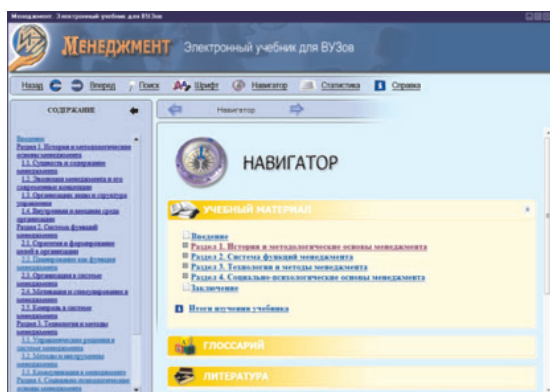 Менеджмент. Электронный учебник для ВУЗов
МЕНЕДЖМЕНТ Электронный учебник для ВУЗов
Назад Вперед Поиск Шрифт Навигатор Статистика Справка
СОДЕРЖАНИЕ
Введение
Раздел 1. История и методологические
основы менеджмента
1.1. Сущность и содержание
менеджмента
1.2. Эволюция менеджмента и его
современные концепции
1.3. Организация: виды и структура
управления
1.4. Внутренняя и внешняя среда
организации
Раздел 2. Система функций
менеджмента
2.1. Стратегия и формирование
целей в организации
2.2. Планирование как функция
менеджмента
2.3. Организация в системе
менеджмента
2.4. Мотивация и стимулирование в
менеджменте
2.5. Контроль в системе
менеджмента
Раздел 3. Технология и методы
менеджмента
3.1. Управленческие решения в
системе менеджмента
3.2. Методы и инструменты
менеджмента
3.3. Коммуникация в менеджменте
Раздел 4. Социально-психологические
основы менеджмента
Навигатор
НАВИГАТОР
УЧЕБНЫЙ МАТЕРИАЛ
Введение
Раздел 1. История и методологические основы менеджмента
Раздел 2. Система функций менеджмента
Раздел 3. Технология и методы менеджмента
Раздел 4. Социально-психологические основы менеджмента
Заключение
Итоги изучения учебника
ГЛОССАРИЙ
ЛИТЕРАТУРА